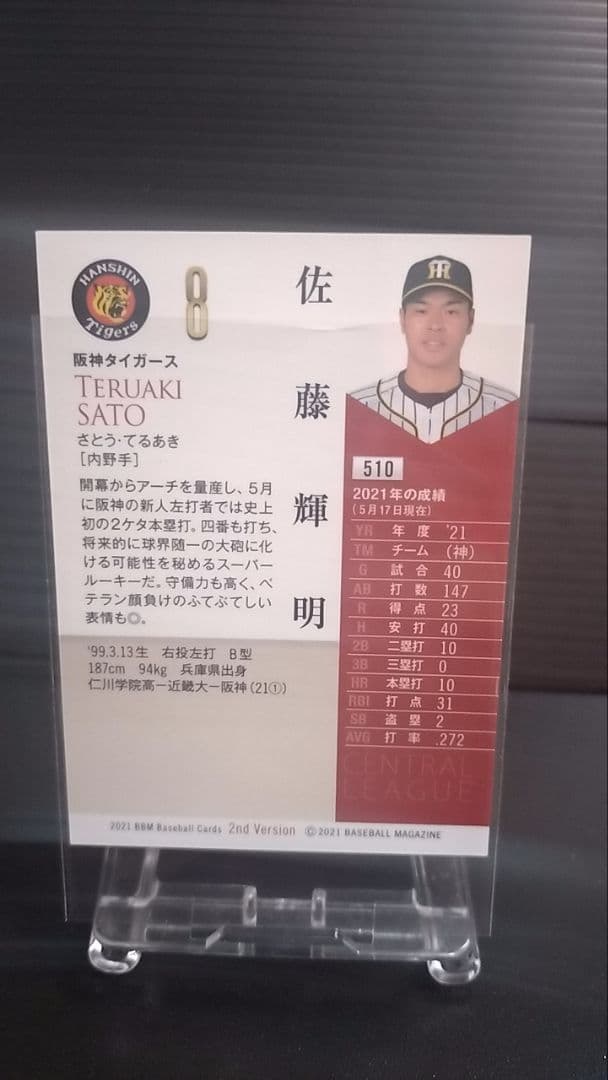 HANSHIN
Tigers
8
阪神タイガース
TERUAKI
SATO
さとう・てるあき
[内野手]
開幕からアーチを量産し、5月
に阪神の新人左打者では史上
初の2ケタ本塁打。四番も打ち、
将来的に球界随一の大砲に化
ける可能性を秘めるスーパー
ルーキーだ。守備力も高く、ベ
テラン顔負けのふてぶてしい
表情も◎。
'99.3.13生 右投左打 B型
187cm 94kg 兵庫県出身
仁川学院高－近畿大－阪神(21①)
佐藤輝明
510
2021年の成績
(5月17日現在)
YR 年度 '21
TM チーム (神)
G 試合 40
AB 打数 147
R 得点 23
H 安打 40
2B 二塁打 10
3B 三塁打 0
HR 本塁打 10
RBI 打点 31
SB 盗塁 2
AVG 打率 .272
CENTRAL
LEAGUE
2021 BBM Baseball Cards 2nd Version ©2021 BASEBALL MAGAZINE